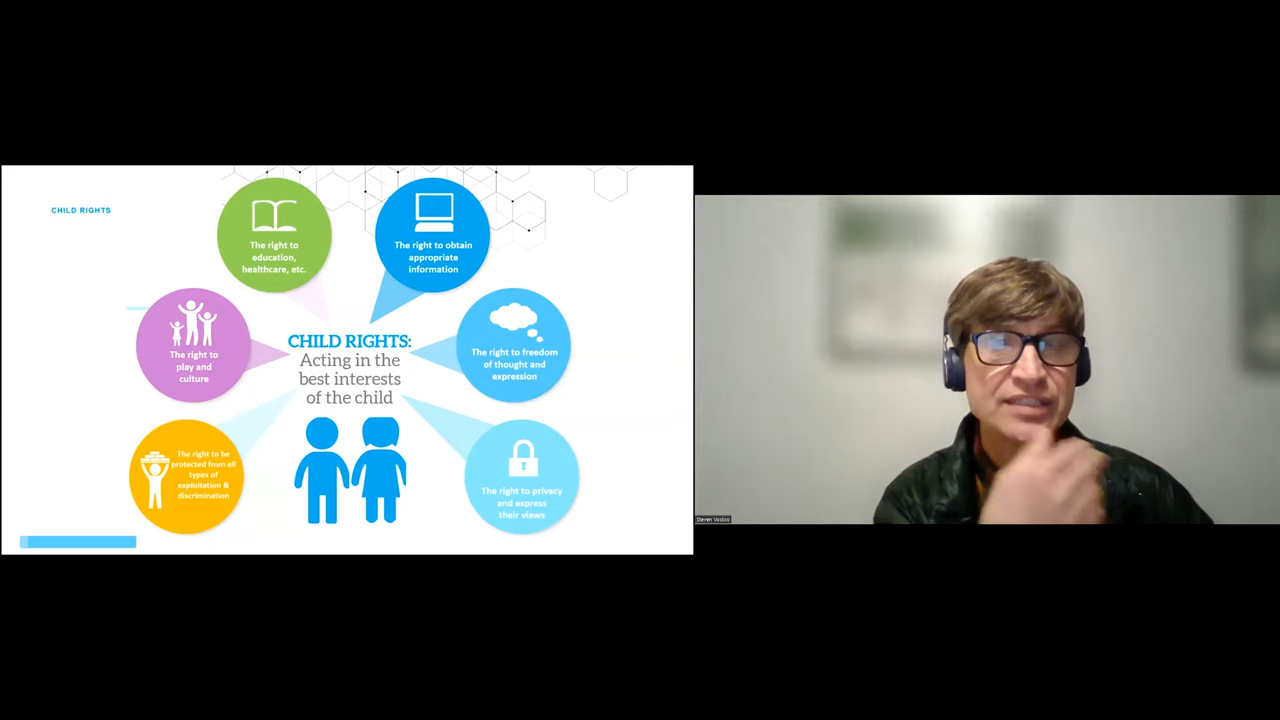 CHILD RIGHTS
The right to
education,
healthcare, etc.
The right to obtain
appropriate
information
The right to
play and
culture
CHILD RIGHTS:
Acting in the
best interests
of the child
The right to freedom
of thought and
expression
The right to be
protected from all
types of
exploitation &
discrimination
The right to privacy
and express
their views
Steven Vosloo